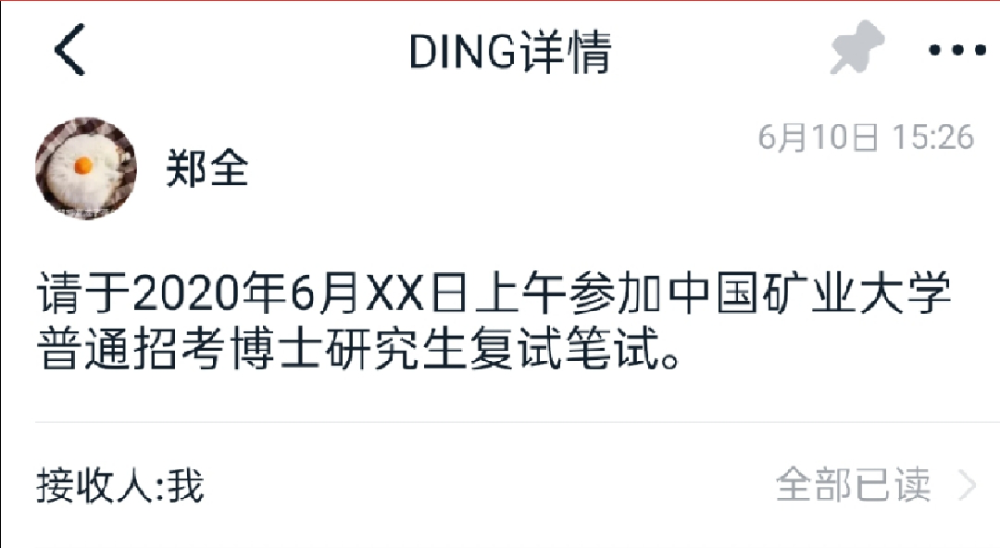 DING详情
6月10日 15:26
郑全
请于2020年6月XX日上午参加中国矿业大学
普通招考博士研究生复试笔试。
接收人:我
全部已读